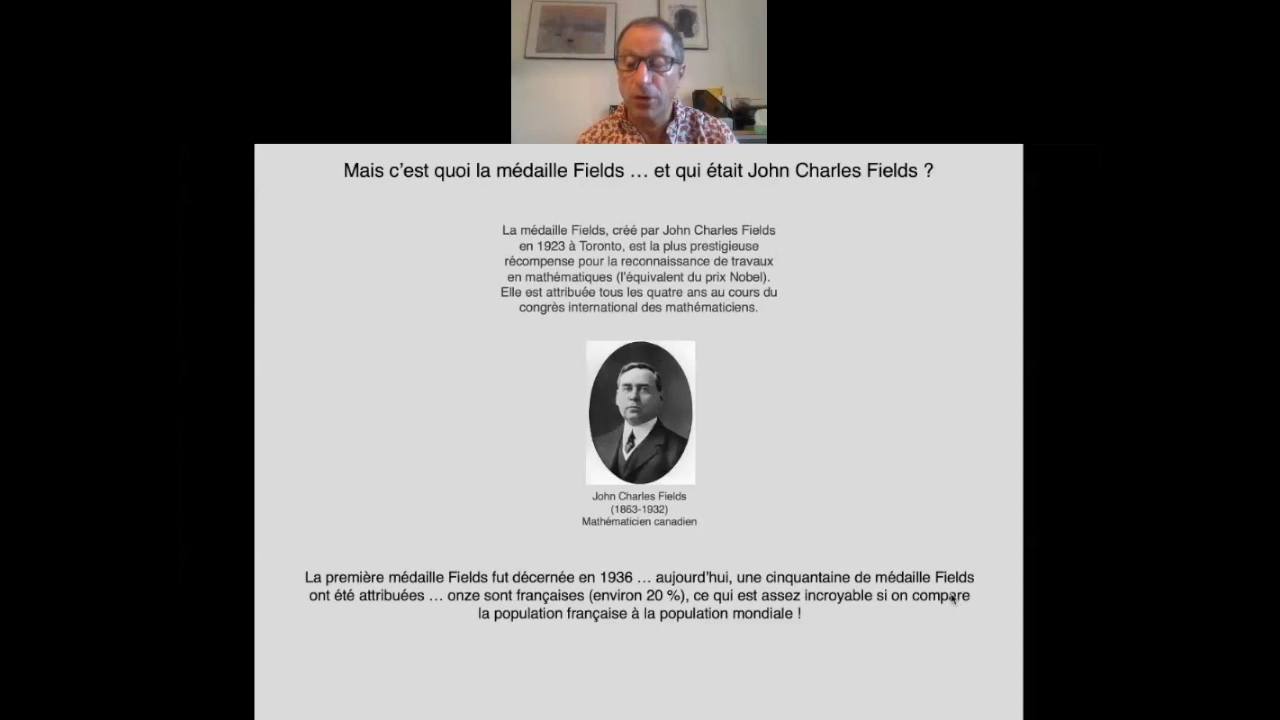 Mais c’est quoi la médaille Fields … et qui était John Charles Fields ?
La médaille Fields, créé par John Charles Fields
en 1923 à Toronto, est la plus prestigieuse
récompense pour la reconnaissance de travaux
en mathématiques (l’équivalent du prix Nobel).
Elle est attribuée tous les quatre ans au cours du
congrès international des mathématiciens.
John Charles Fields
(1863-1932)
Mathématicien canadien
La première médaille Fields fut décernée en 1936 … aujourd’hui, une cinquantaine de médaille Fields
ont été attribuées … onze sont françaises (environ 20 %), ce qui est assez incroyable si on compare
la population française à la population mondiale !